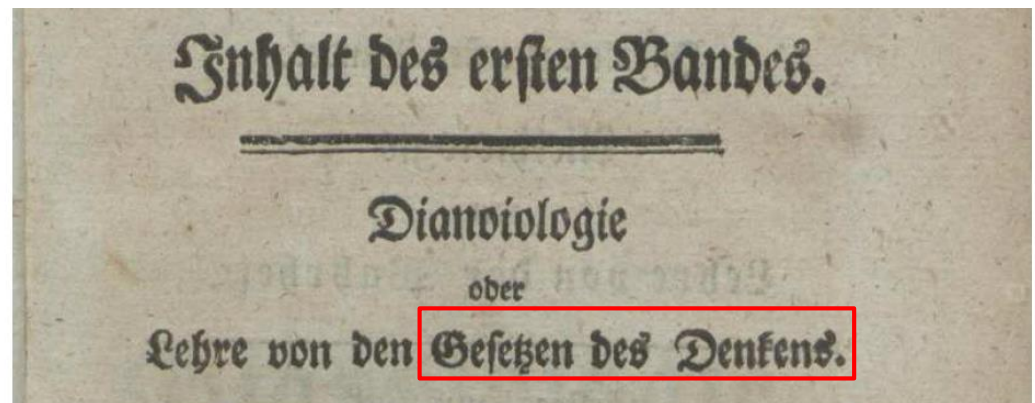 Inhalt des ersten Bandes.
Dianoiologie
oder
Lehre von den Gesetzen des Denkens.